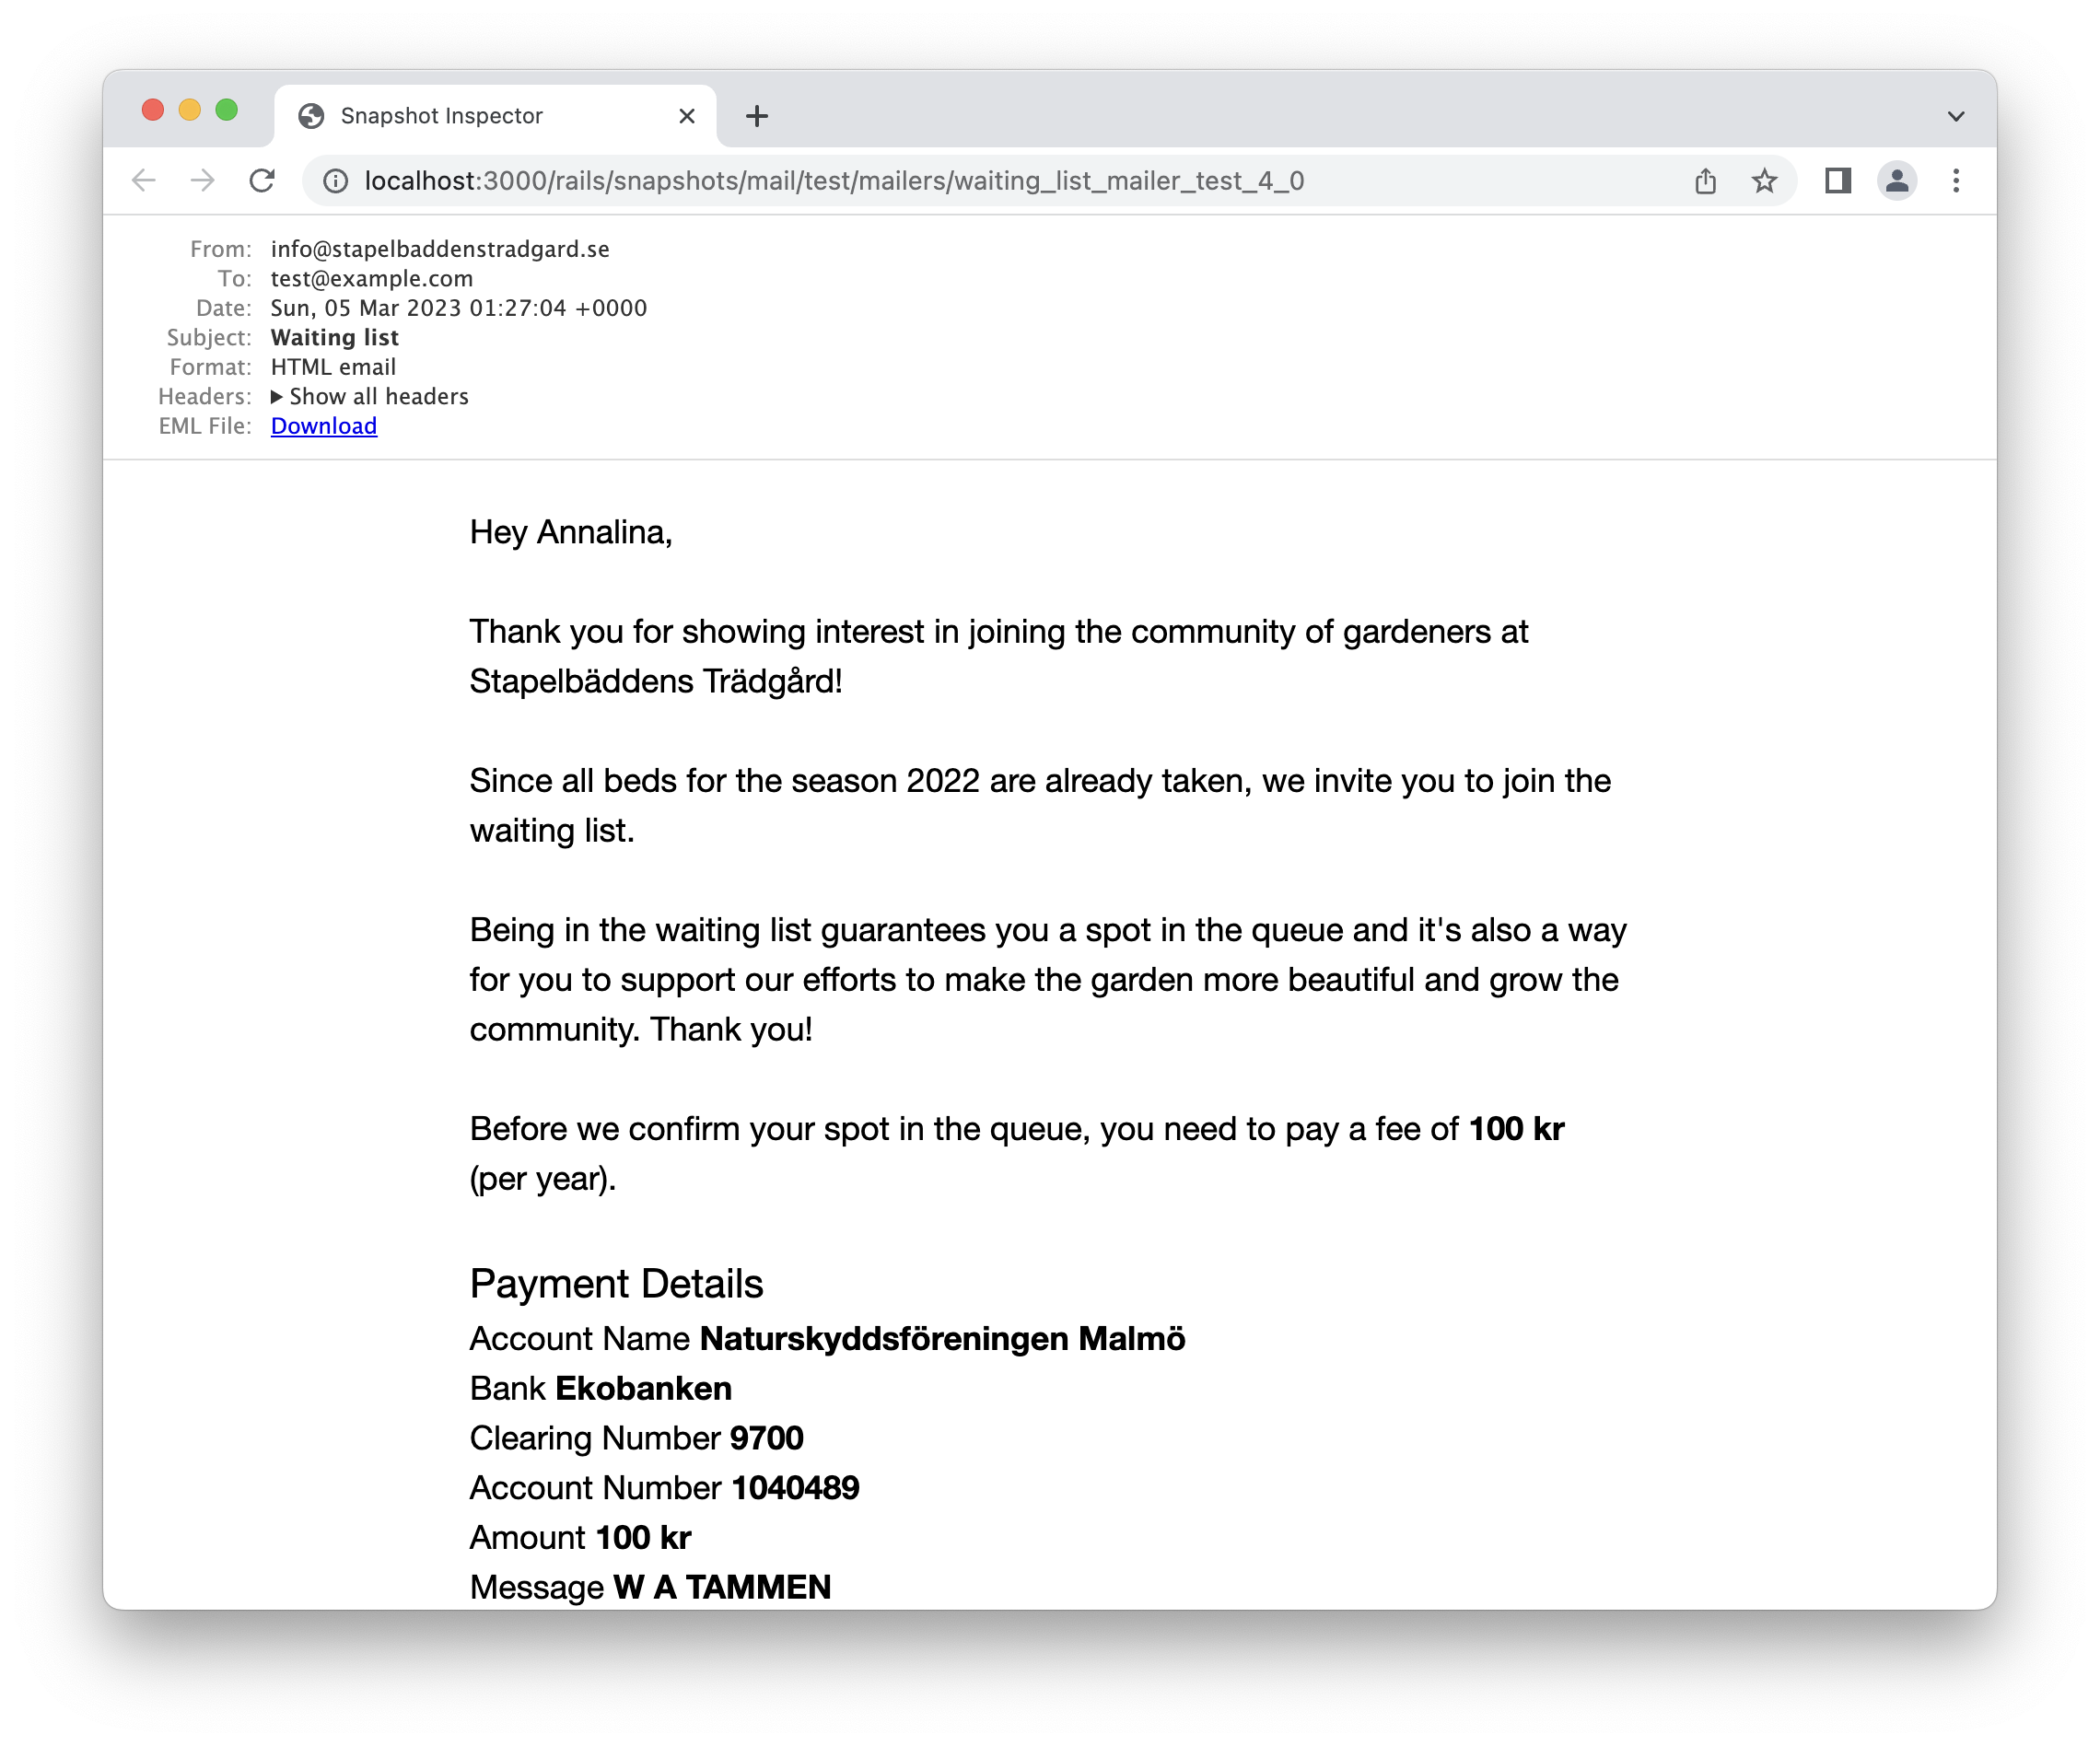 Snapshot Inspector
localhost:3000/rails/snapshots/mail/test/mailers/waiting_list_mailer_test_4_0
From: info@stapelbaddenstradgard.se
To: test@example.com
Date: Sun, 05 Mar 2023 01:27:04 +0000
Subject: Waiting list
Format: HTML email
Headers: Show all headers
EML File: Download
Hey Annalina,
Thank you for showing interest in joining the community of gardeners at
Stapelbäddens Trädgård!
Since all beds for the season 2022 are already taken, we invite you to join the
waiting list.
Being in the waiting list guarantees you a spot in the queue and it's also a way
for you to support our efforts to make the garden more beautiful and grow the
community. Thank you!
Before we confirm your spot in the queue, you need to pay a fee of 100 kr
(per year).
Payment Details
Account Name Naturskyddsföreningen Malmö
Bank Ekobanken
Clearing Number 9700
Account Number 1040489
Amount 100 kr
Message W A TAMMEN